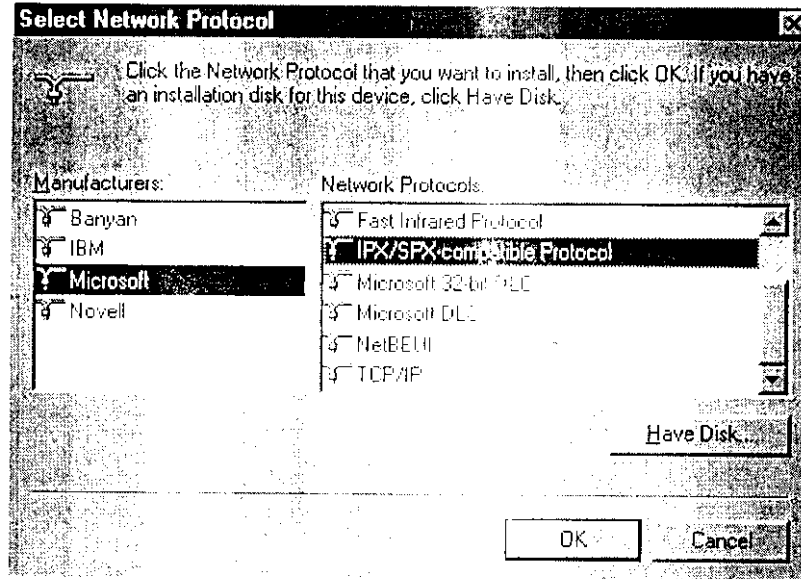 Select Network Protocol
Click the Network Protocol that you want to install, then click OK. If you have
an installation disk for this device, click Have Disk.
Manufacturers:
Banyan
IBM
Microsoft
Novell
Network Protocols:
Fast Infrared Protocol
IPX/SPX-compatible Protocol
Microsoft 32-bit DLC
Microsoft DLC
NetBEUI
TCP/IP
Have Disk...
OK
Cancel